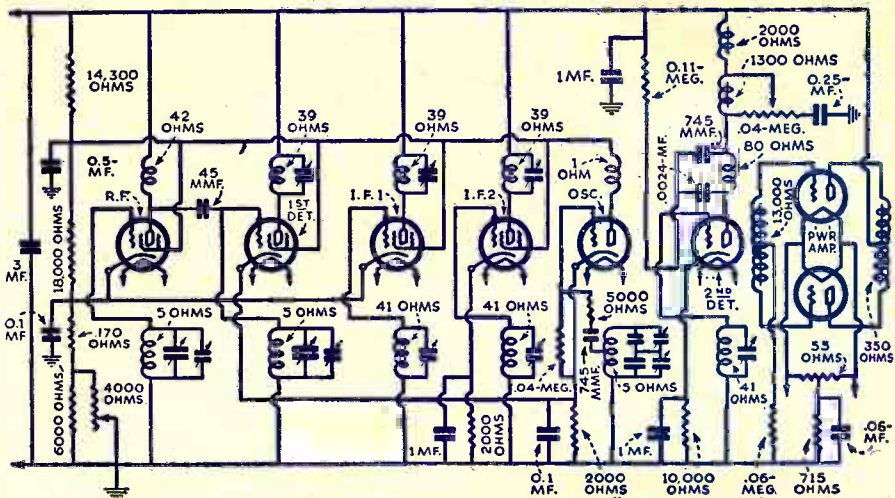 14,300
OHMS
42
OHMS
39
OHMS
39
OHMS
39
OHMS
1 MF.
0.11-
MEG.
2000
OHMS
1300 OHMS
0.25-
MF.
745
MMF.
.04-MEG.
80 OHMS
.0024-MF.
0.5-
MF.
45
MMF.
R.F.
1ST
DET.
I.F.1
I.F.2
1
OHM
OSC.
13,000
OHMS
PWR
AMP.
3
MF.
18,000 OHMS
2ND
DET.
0.1
MF
170
OHMS
5 OHMS
5 OHMS
41 OHMS
41 OHMS
5000
OHMS
745
MMF.
5 OHMS
41
OHMS
55
OHMS
350
OHMS
6000 OHMS
4000
OHMS
.04-MEG.
1MF.
2000
OHMS
0.1
MF.
2000
OHMS
1 MF.
10,000
OHMS
.06-
MEG.
715
OHMS
.06-
MF.